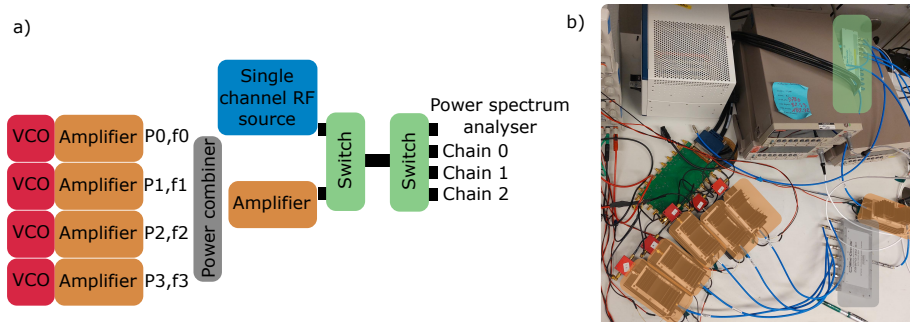 a)
b)
Single
channel RF
source
Power spectrum
analyser
VCO Amplifier P0,f0
Chain 0
VCO Amplifier P1,f1
Chain 1
Switch
Switch
Power combiner
Amplifier
Chain 2
VCO Amplifier P2,f2
VCO Amplifier P3,f3